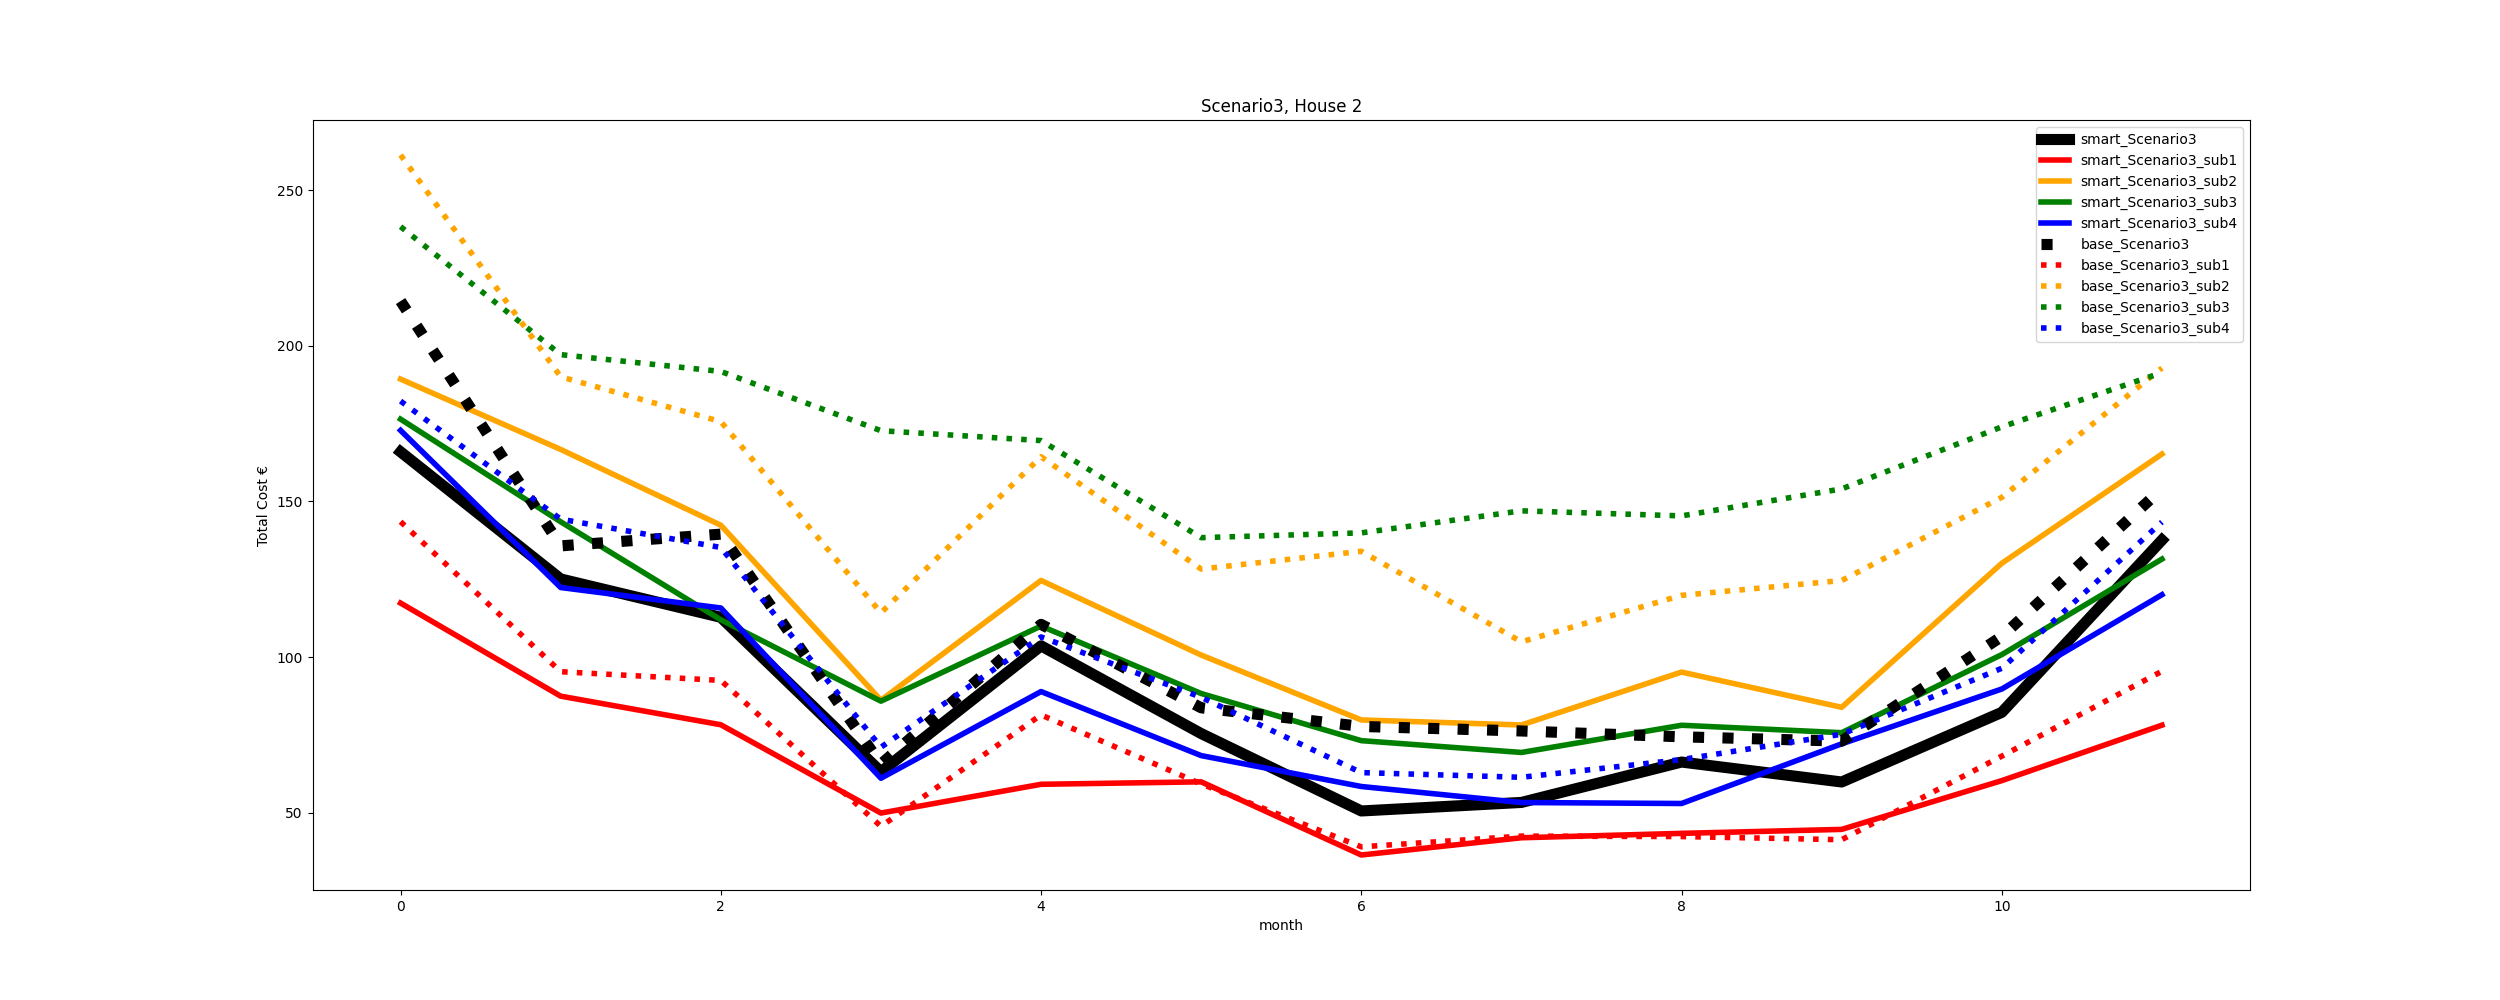 Scenario3, House 2
smart_Scenario3
smart_Scenario3_sub1
smart_Scenario3_sub2
smart_Scenario3_sub3
smart_Scenario3_sub4
base_Scenario3
base_Scenario3_sub1
base_Scenario3_sub2
base_Scenario3_sub3
base_Scenario3_sub4
Total Cost €
250
200
150
100
50
0 2 4 6 8 10
month